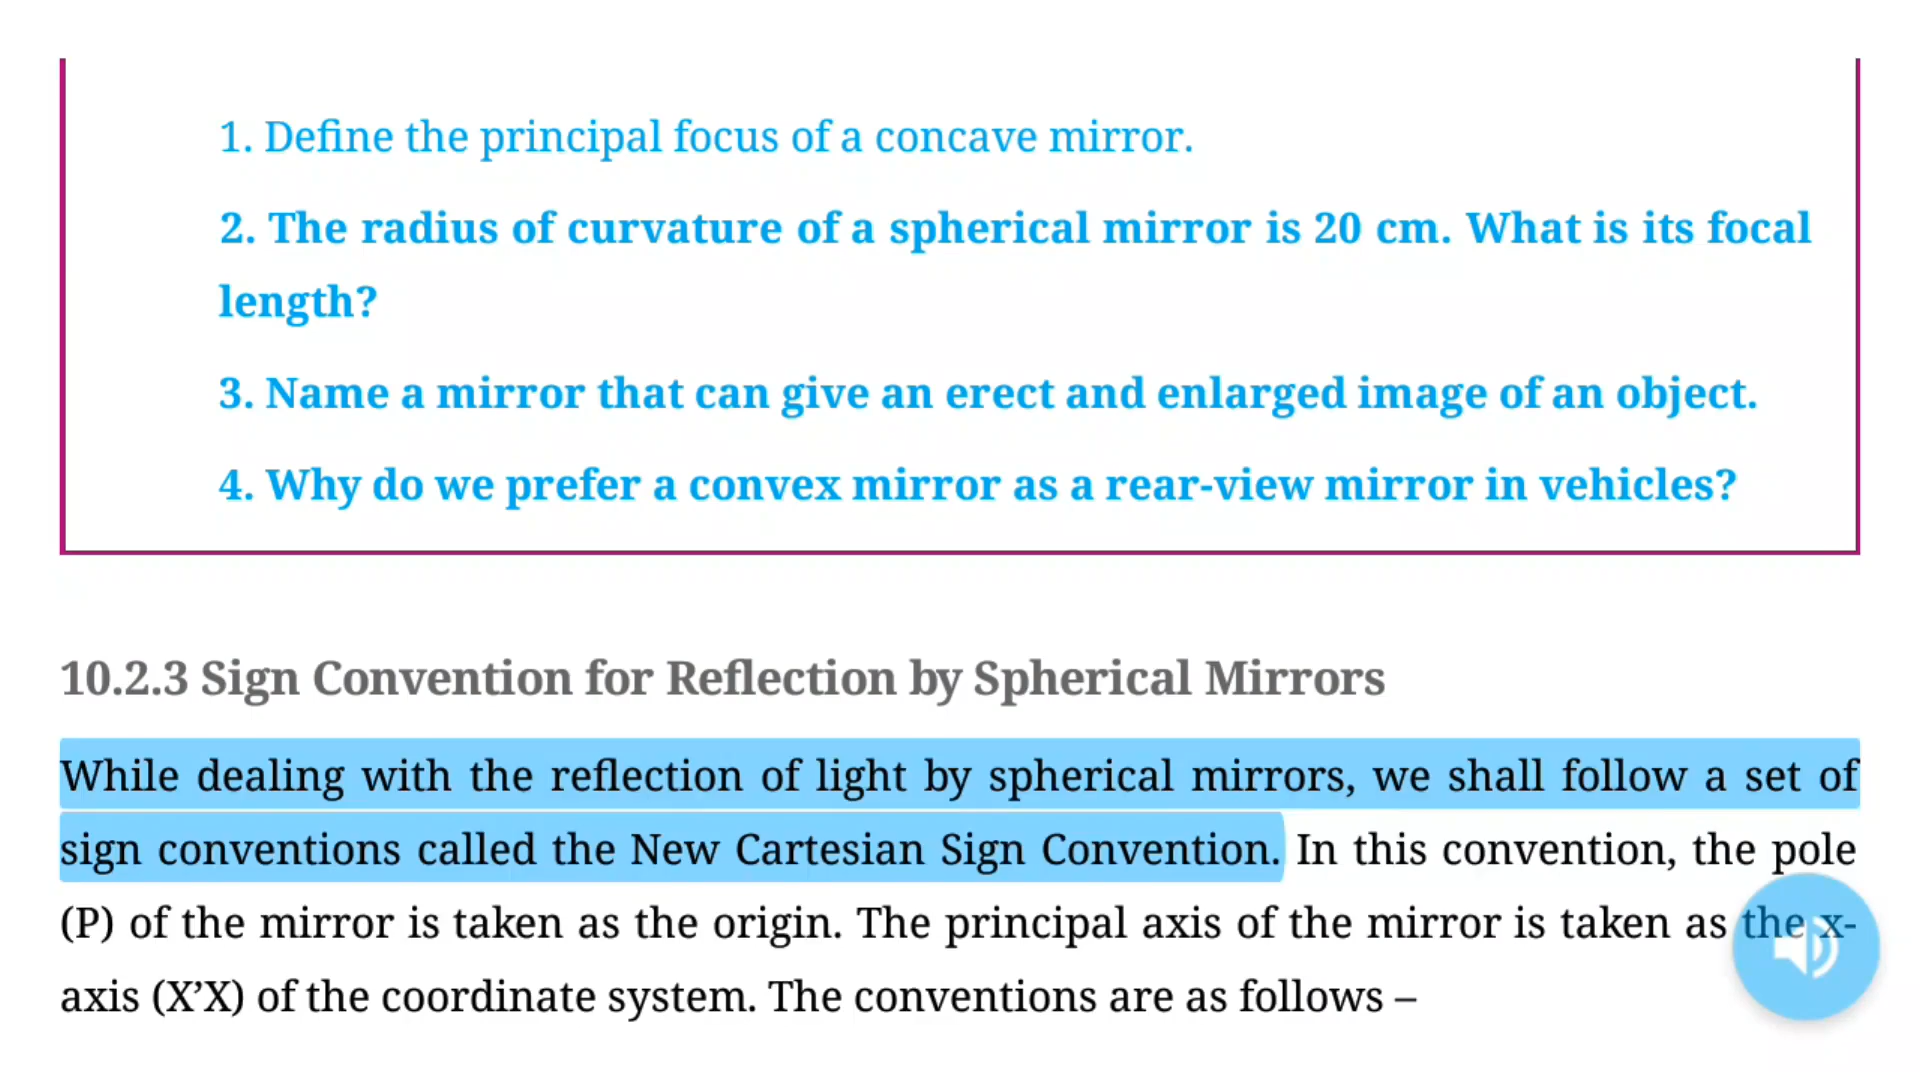 1. Define the principal focus of a concave mirror.
2. The radius of curvature of a spherical mirror is 20 cm. What is its focal
length?
3. Name a mirror that can give an erect and enlarged image of an object.
4. Why do we prefer a convex mirror as a rear-view mirror in vehicles?
10.2.3 Sign Convention for Reflection by Spherical Mirrors
While dealing with the reflection of light by spherical mirrors, we shall follow a set of
sign conventions called the New Cartesian Sign Convention. In this convention, the pole
(P) of the mirror is taken as the origin. The principal axis of the mirror is taken as the x-
axis (X’X) of the coordinate system. The conventions are as follows –